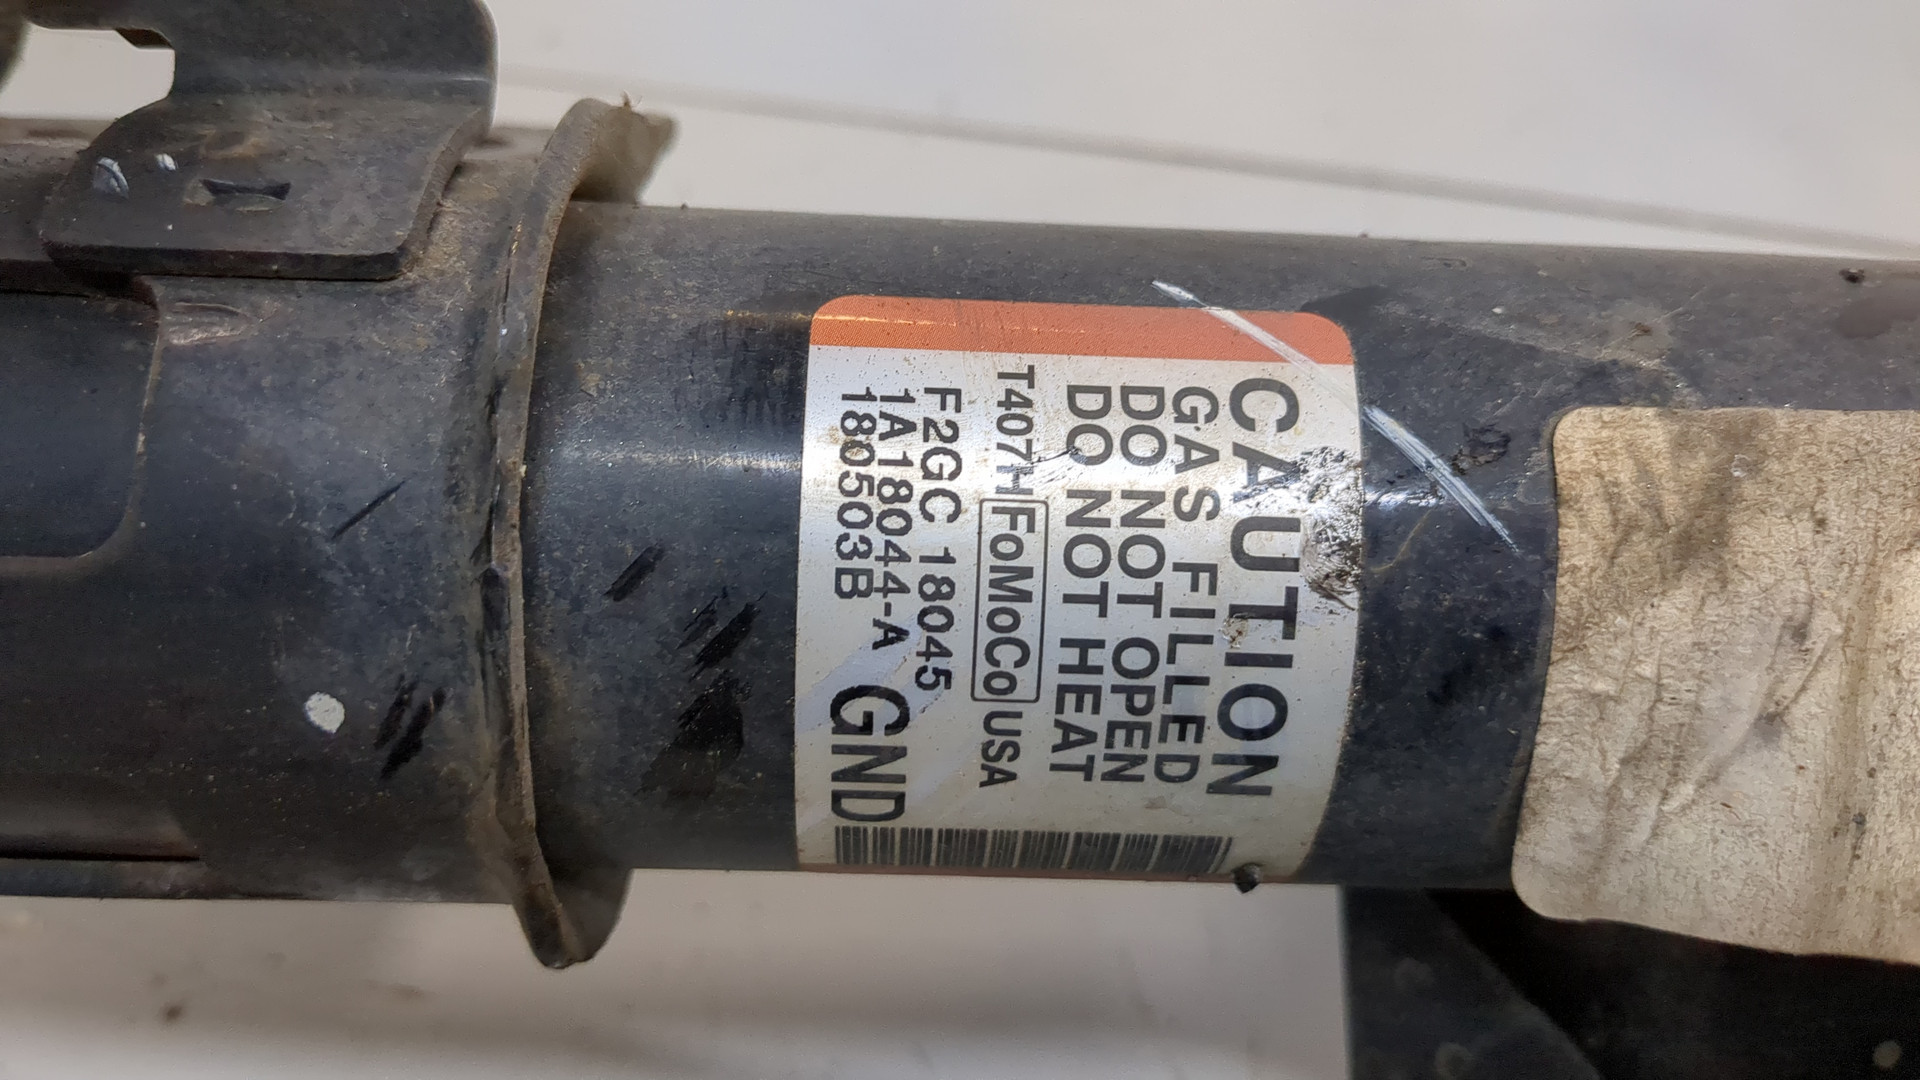 CAUTION
GAS FILLED
DO NOT OPEN
DO NOT HEAT
T407H FoMoCo USA
F2GC 18045
1A18044-A
180503B GND